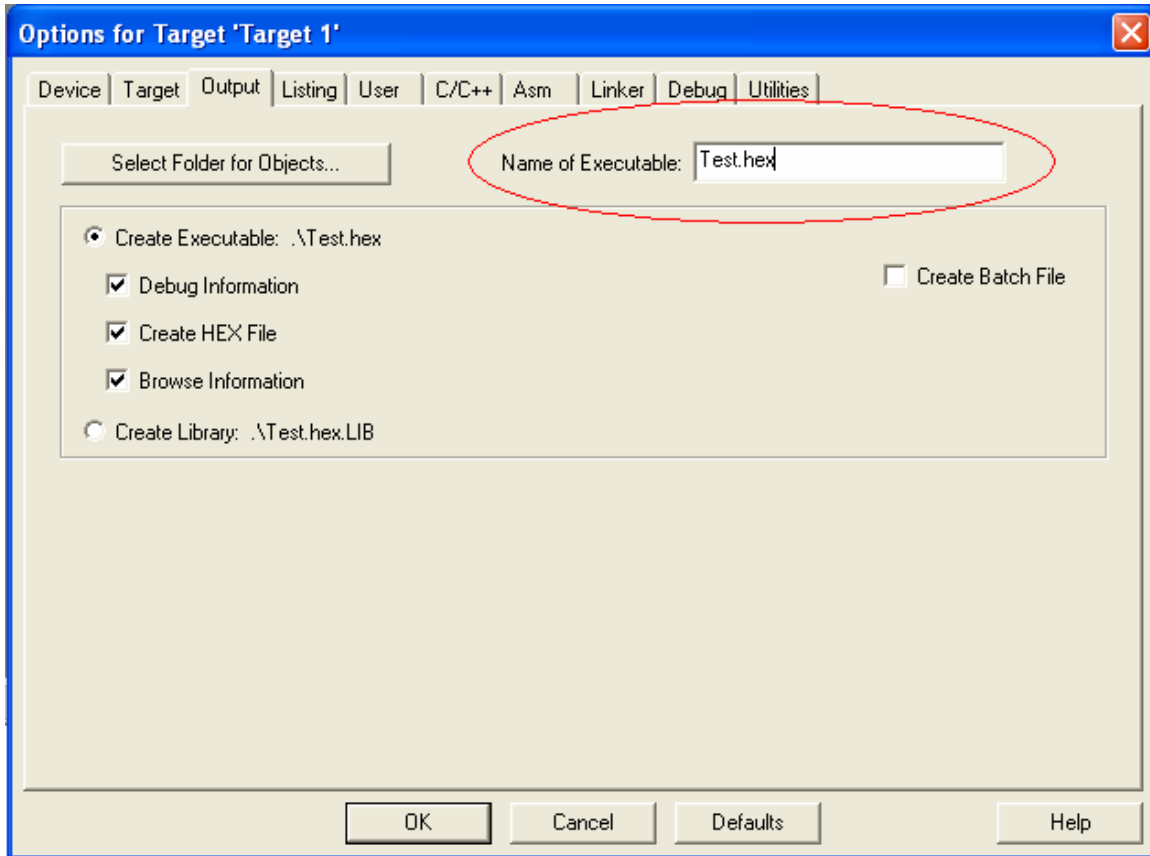 Options for Target 'Target 1'
Device Target Output Listing User C/C++ Asm Linker Debug Utilities
Select Folder for Objects... Name of Executable: Test.hex
Create Executable: .\Test.hex
Debug Information Create Batch File
Create HEX File
Browse Information
Create Library: .\Test.hex.LIB
OK Cancel Defaults Help